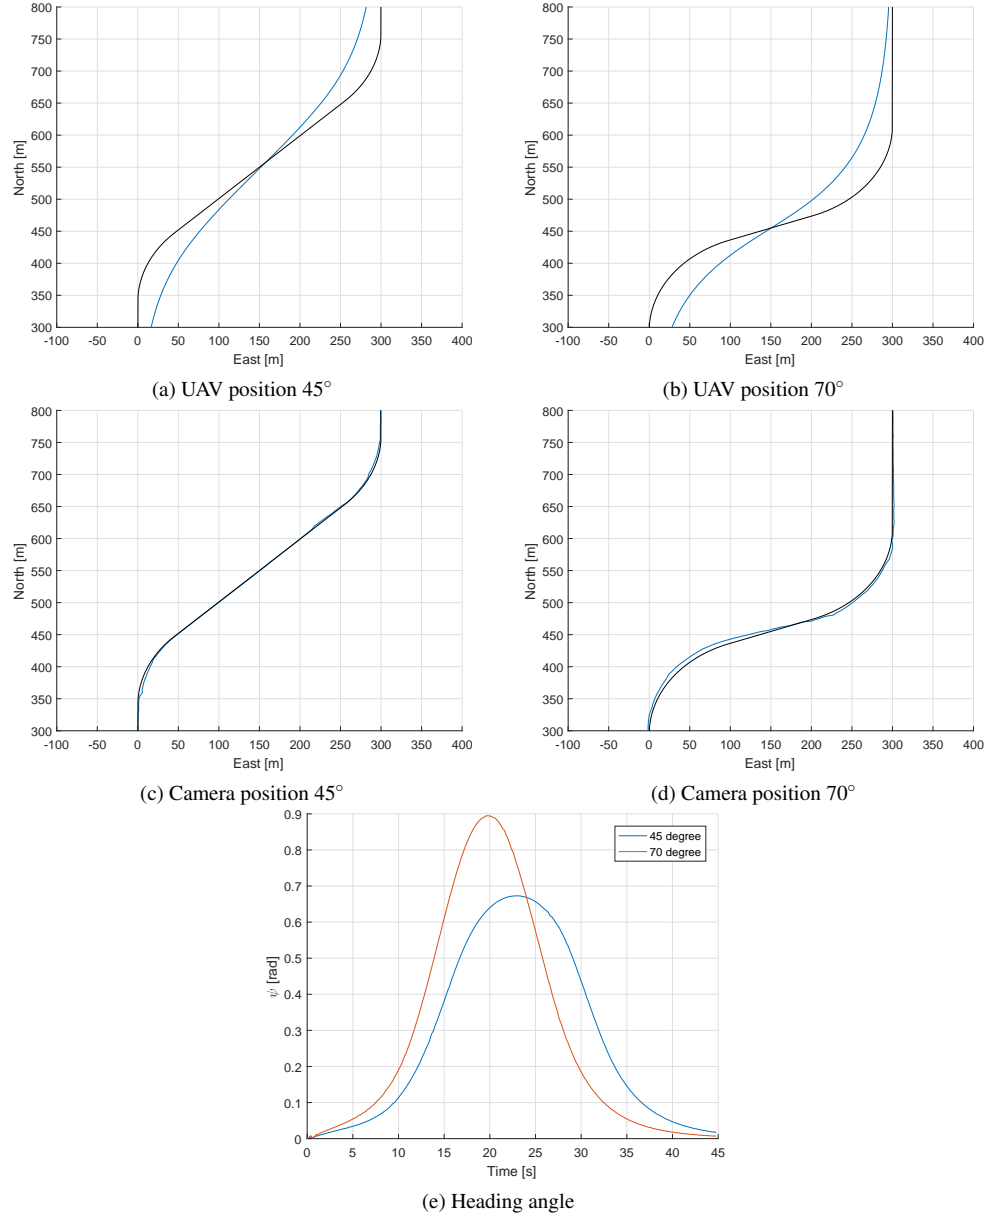 800
750
700
650
600
550
500
450
400
350
300
North [m]
-100 -50 0 50 100 150 200 250 300 350 400
East [m]
(a) UAV position 45°
800
750
700
650
600
550
500
450
400
350
300
North [m]
-100 -50 0 50 100 150 200 250 300 350 400
East [m]
(b) UAV position 70°
800
750
700
650
600
550
500
450
400
350
300
North [m]
-100 -50 0 50 100 150 200 250 300 350 400
East [m]
(c) Camera position 45°
800
750
700
650
600
550
500
450
400
350
300
North [m]
-100 -50 0 50 100 150 200 250 300 350 400
East [m]
(d) Camera position 70°
0.9
0.8
0.7
0.6
0.5
0.4
0.3
0.2
0.1
0
ψ [rad]
45 degree
70 degree
0 5 10 15 20 25 30 35 40 45
Time [s]
(e) Heading angle